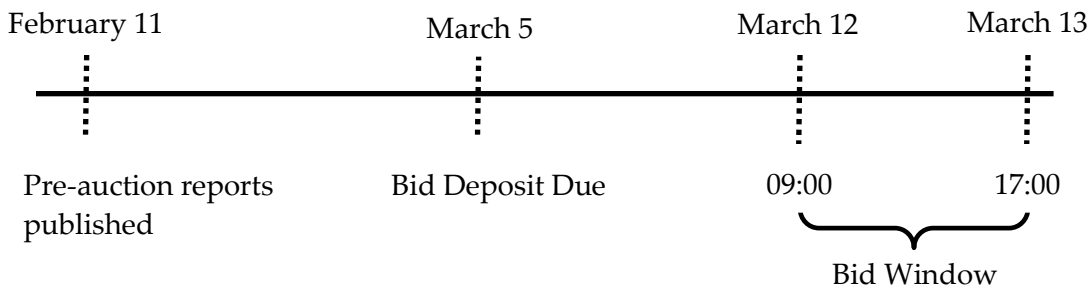 February 11
March 5
March 12
March 13
Pre-auction reports
published
Bid Deposit Due
09:00
17:00
Bid Window